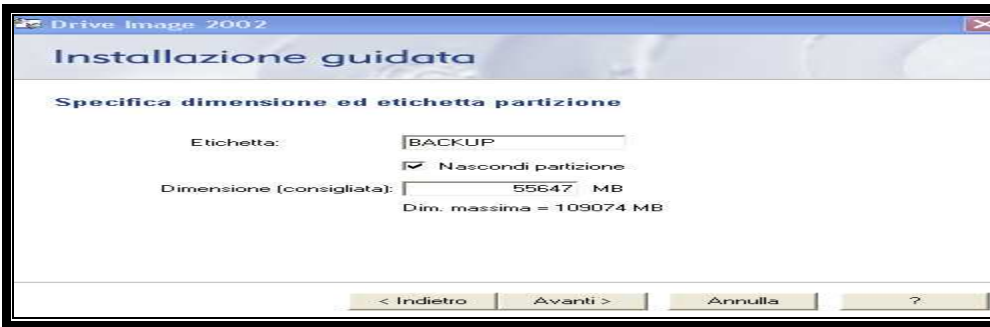 Drive Image 2002
Installazione guidata
Specifica dimensione ed etichetta partizione
Etichetta: BACKUP
Nascondi partizione
Dimensione (consigliata): 55647 MB
Dim. massima = 109074 MB
< Indietro Avanti > Annulla ?